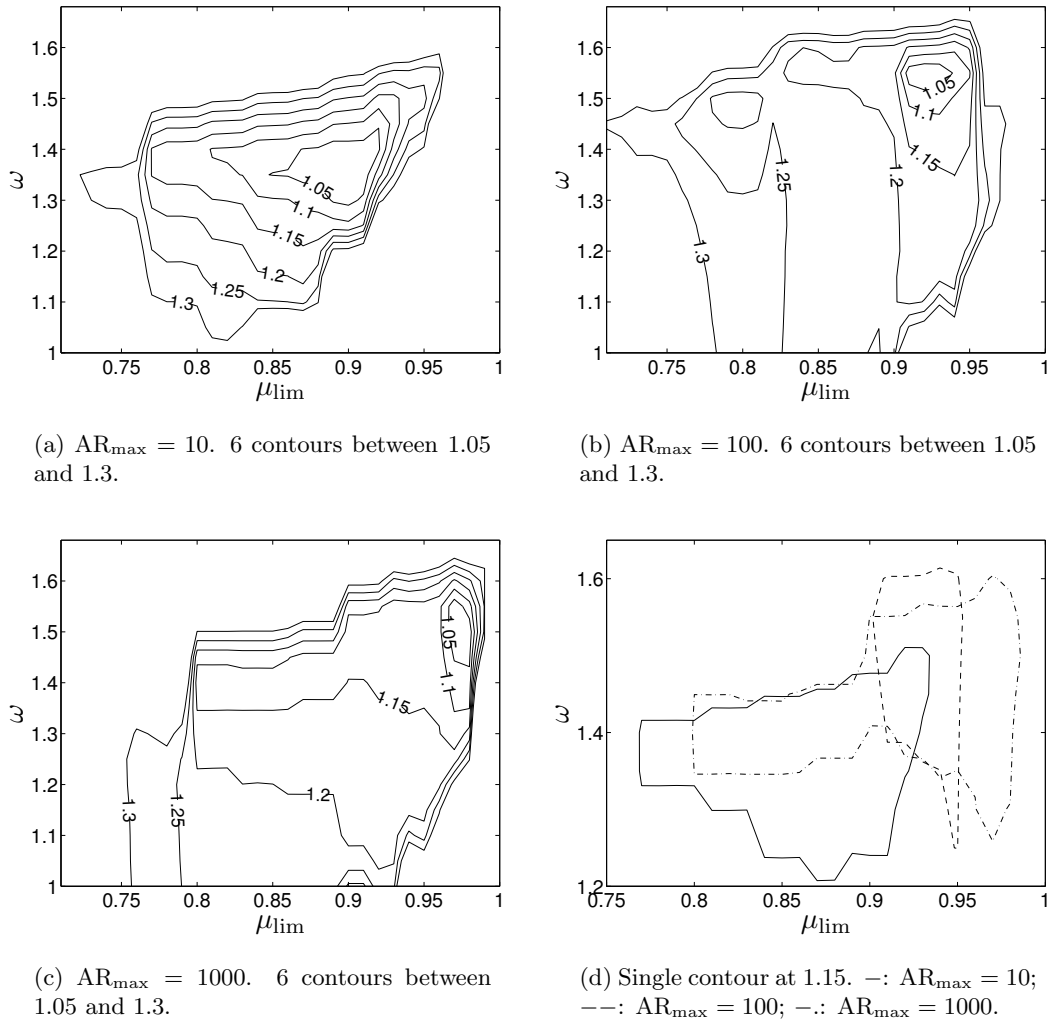 1.6
1.5
1.4
1.3
1.2
1.1
1
ω
1.05
1.1
1.15
1.2
1.25
1.3
0.75 0.8 0.85 0.9 0.95 1
μlim
(a) ARmax = 10. 6 contours between 1.05
and 1.3.
1.6
1.5
1.4
1.3
1.2
1.1
1
ω
1.05
1.1
1.15
1.2
1.25
1.3
0.75 0.8 0.85 0.9 0.95 1
μlim
(b) ARmax = 100. 6 contours between 1.05
and 1.3.
1.6
1.5
1.4
1.3
1.2
1.1
1
ω
1.05
1.1
1.15
1.2
1.25
1.3
0.75 0.8 0.85 0.9 0.95 1
μlim
(c) ARmax = 1000. 6 contours between
1.05 and 1.3.
1.6
1.4
1.2
ω
0.75 0.8 0.85 0.9 0.95 1
μlim
(d) Single contour at 1.15. −: ARmax = 10;
−−: ARmax = 100; −.: ARmax = 1000.